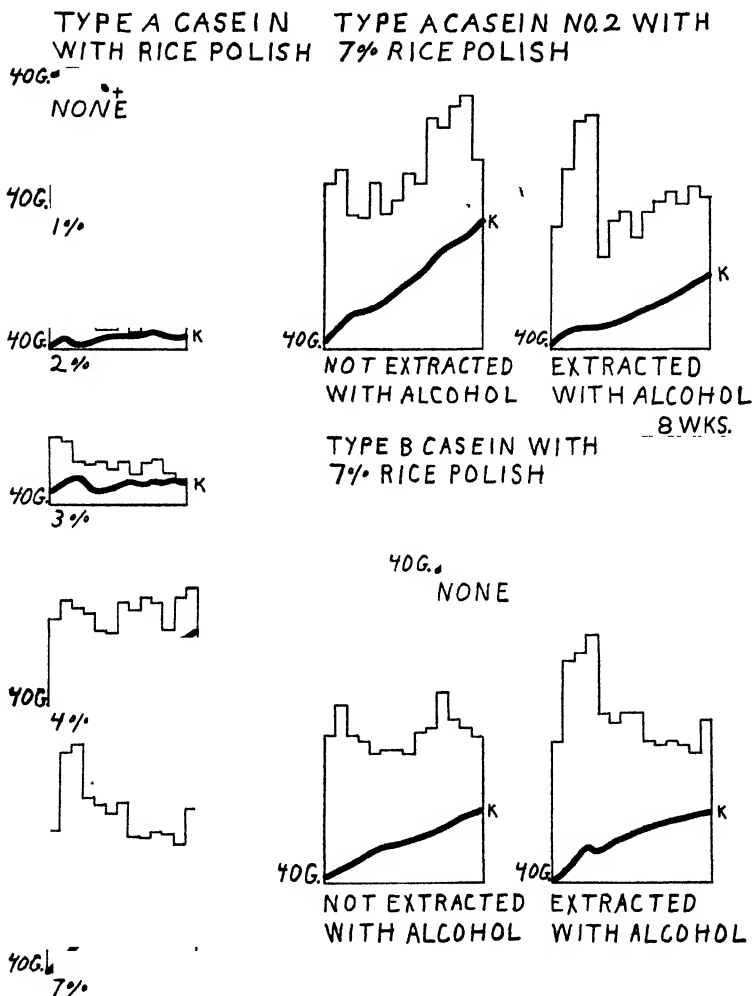 TYPE A CASEIN
WITH RICE POLISH
40G.
NONE
40G.
1%
40G.
K
2%
40G.
K
3%
40G.
4%
40G.
7%
TYPE A CASEIN NO.2 WITH
7% RICE POLISH
K
40G.
NOT EXTRACTED
WITH ALCOHOL
K
40G.
EXTRACTED
WITH ALCOHOL
8 WKS.
TYPE B CASEIN WITH
7% RICE POLISH
40G.
NONE
K
40G.
NOT EXTRACTED
WITH ALCOHOL
K
40G.
EXTRACTED
WITH ALCOHOL